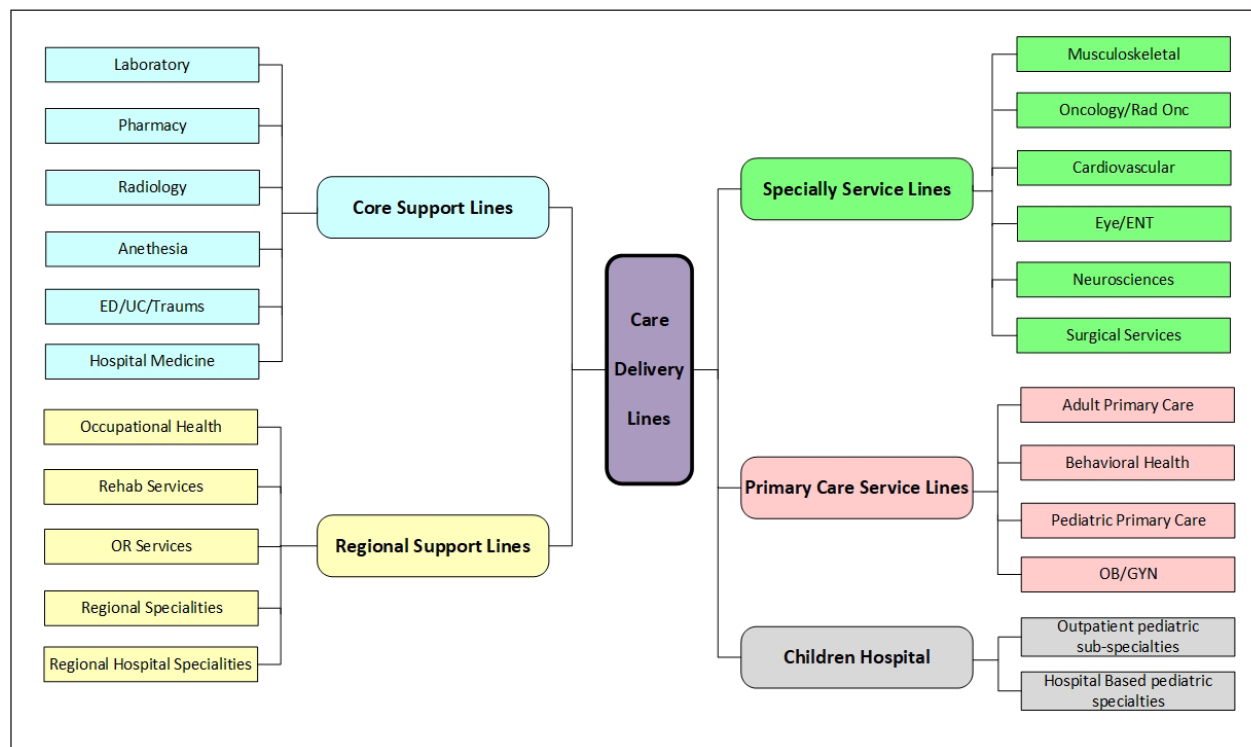 Laboratory
Pharmacy
Radiology
Anethesia
ED/UC/Traums
Hospital Medicine
Core Support Lines
Occupational Health
Rehab Services
OR Services
Regional Specialities
Regional Hospital Specialities
Regional Support Lines
Care
Delivery
Lines
Specially Service Lines
Musculoskeletal
Oncology/Rad Onc
Cardiovascular
Eye/ENT
Neurosciences
Surgical Services
Primary Care Service Lines
Adult Primary Care
Behavioral Health
Pediatric Primary Care
OB/GYN
Children Hospital
Outpatient pediatric
sub-specialties
Hospital Based pediatric
specialties